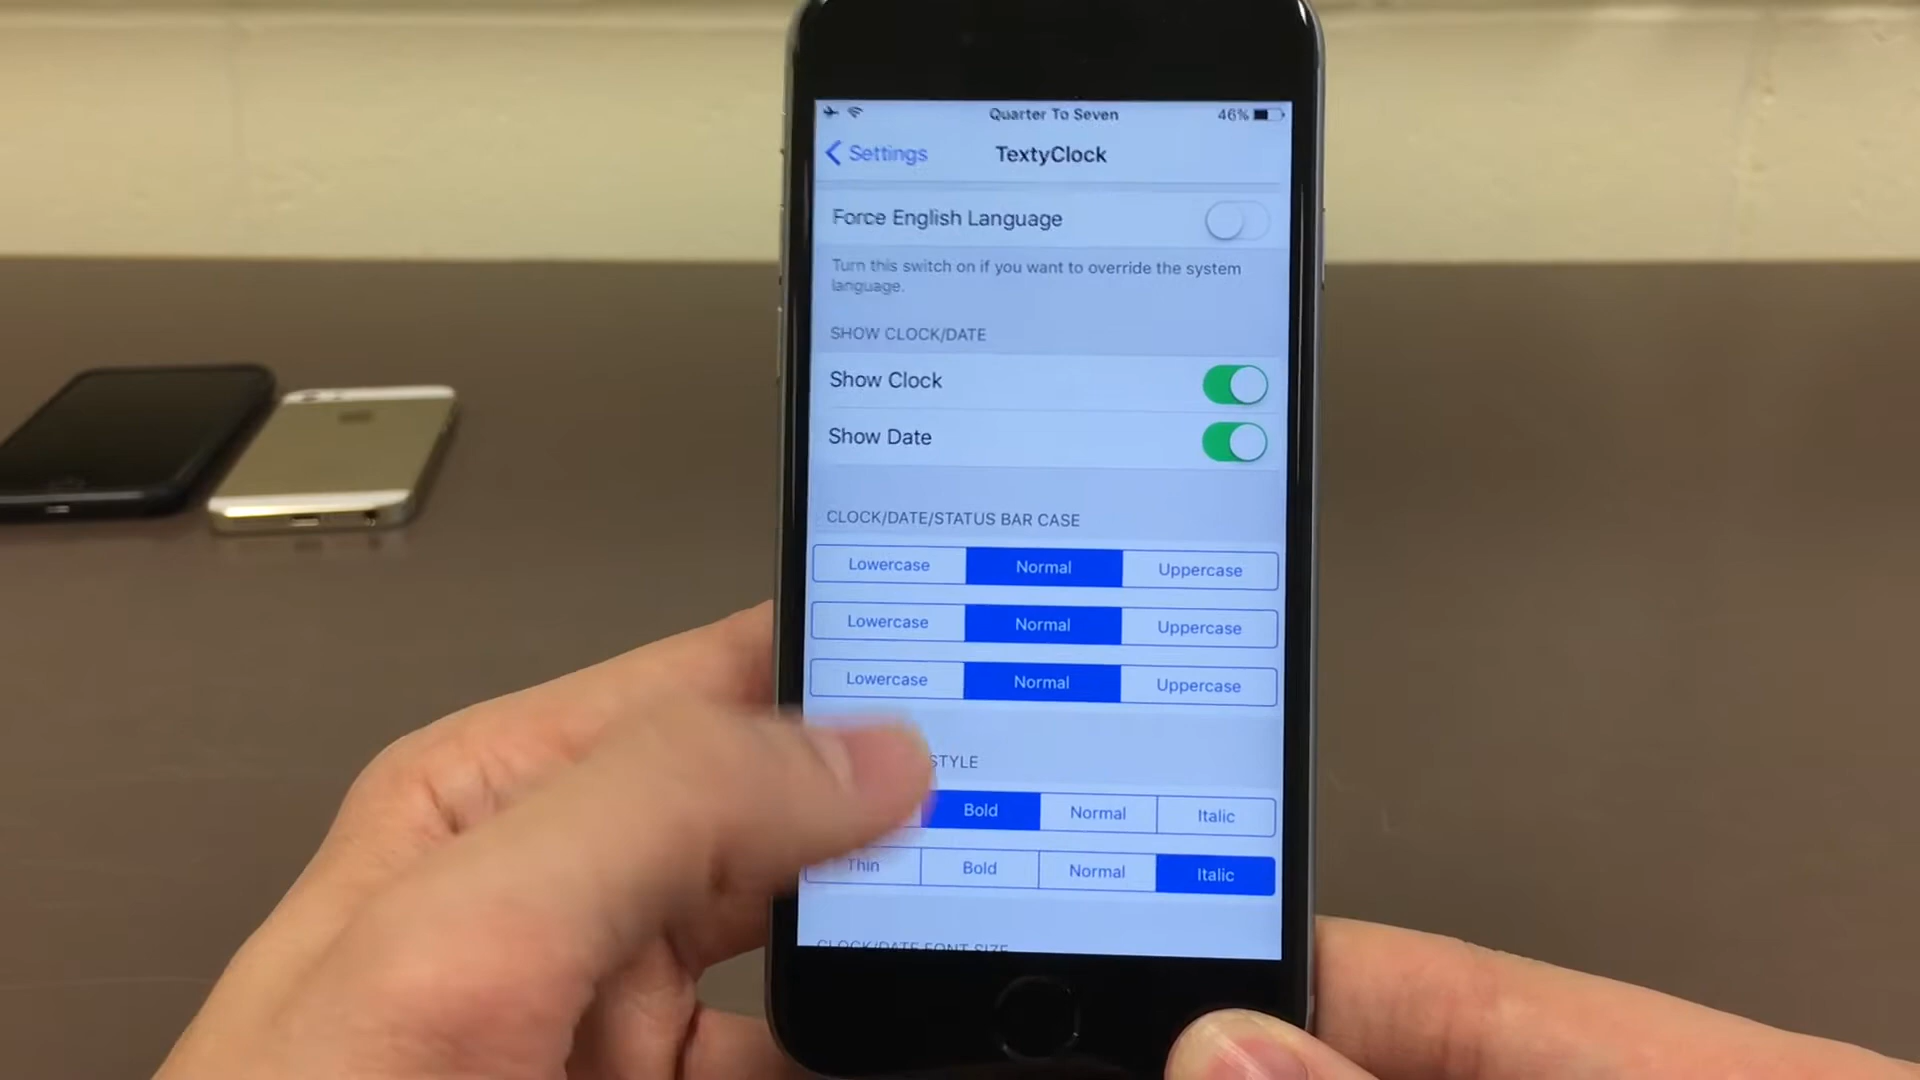 Quarter To Seven 46%
Settings TextyClock
Force English Language
Turn this switch on if you want to override the system
language.
SHOW CLOCK/DATE
Show Clock
Show Date
CLOCK/DATE/STATUS BAR CASE
Lowercase Normal Uppercase
Lowercase Normal Uppercase
Lowercase Normal Uppercase
STYLE
Bold Normal Italic
Thin Bold Normal Italic
CLOCK/DATE FONT SIZE